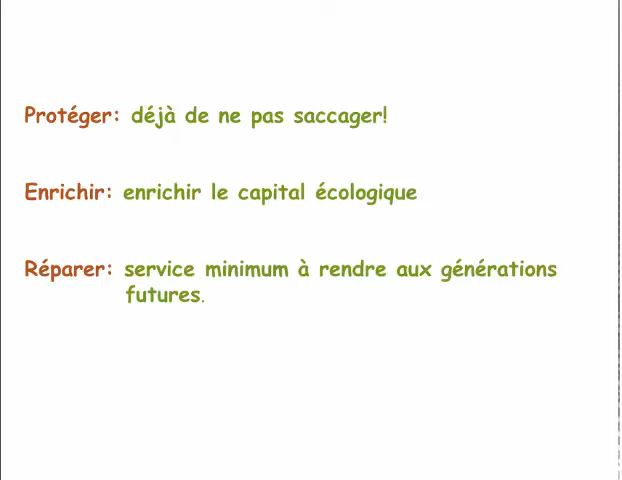 Protéger: déjà de ne pas saccager!
Enrichir: enrichir le capital écologique
Réparer: service minimum à rendre aux générations
futures.